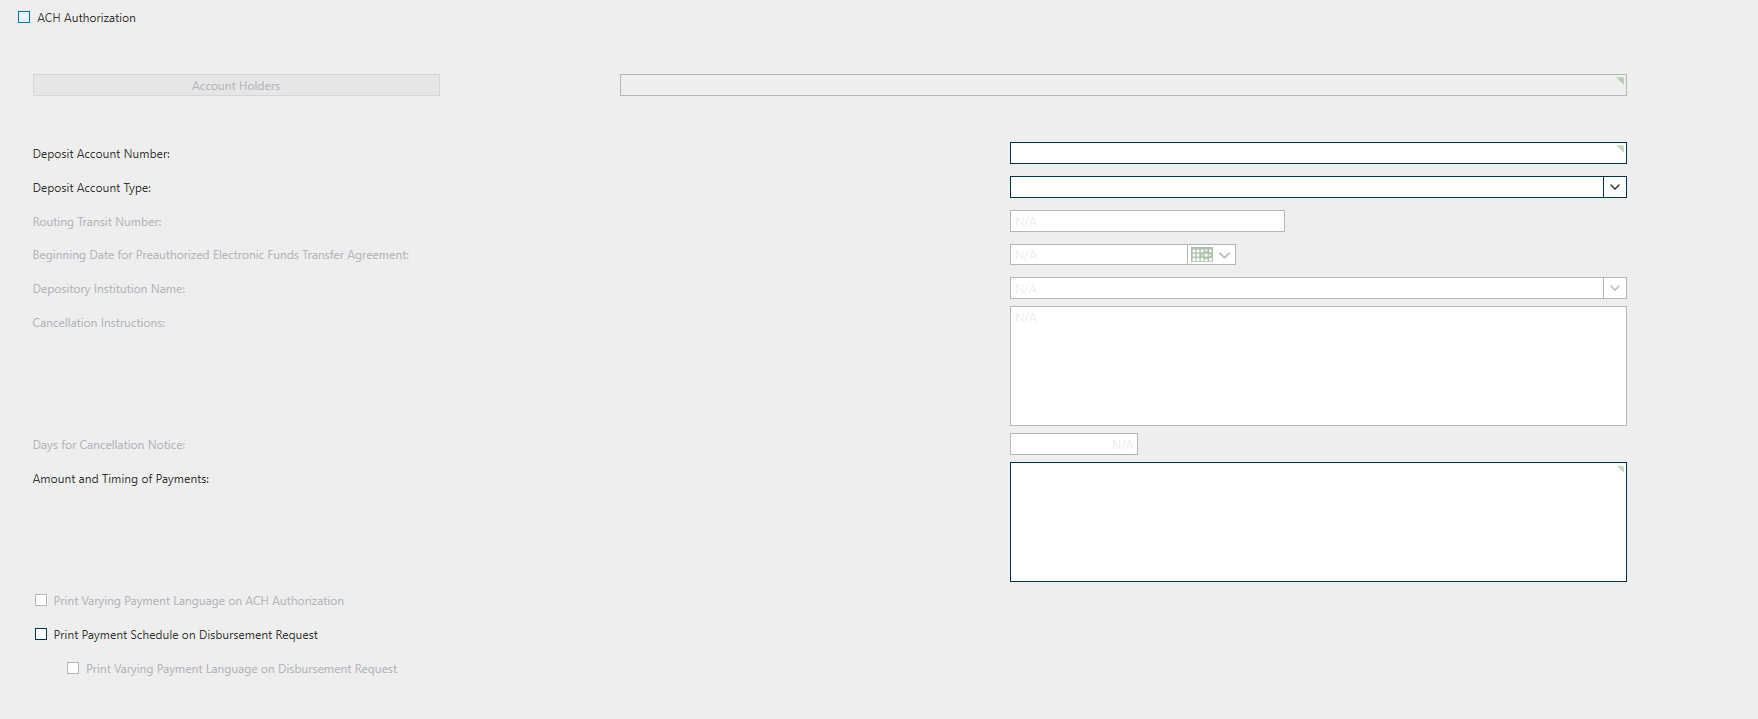 ACH Authorization
Account Holders
Deposit Account Number:
Deposit Account Type:
Routing Transit Number:
N/A
Beginning Date for Preauthorized Electronic Funds Transfer Agreement:
N/A
Depository Institution Name:
N/A
Cancellation Instructions:
N/A
Days for Cancellation Notice:
N/A
Amount and Timing of Payments:
Print Varying Payment Language on ACH Authorization
Print Payment Schedule on Disbursement Request
Print Varying Payment Language on Disbursement Request